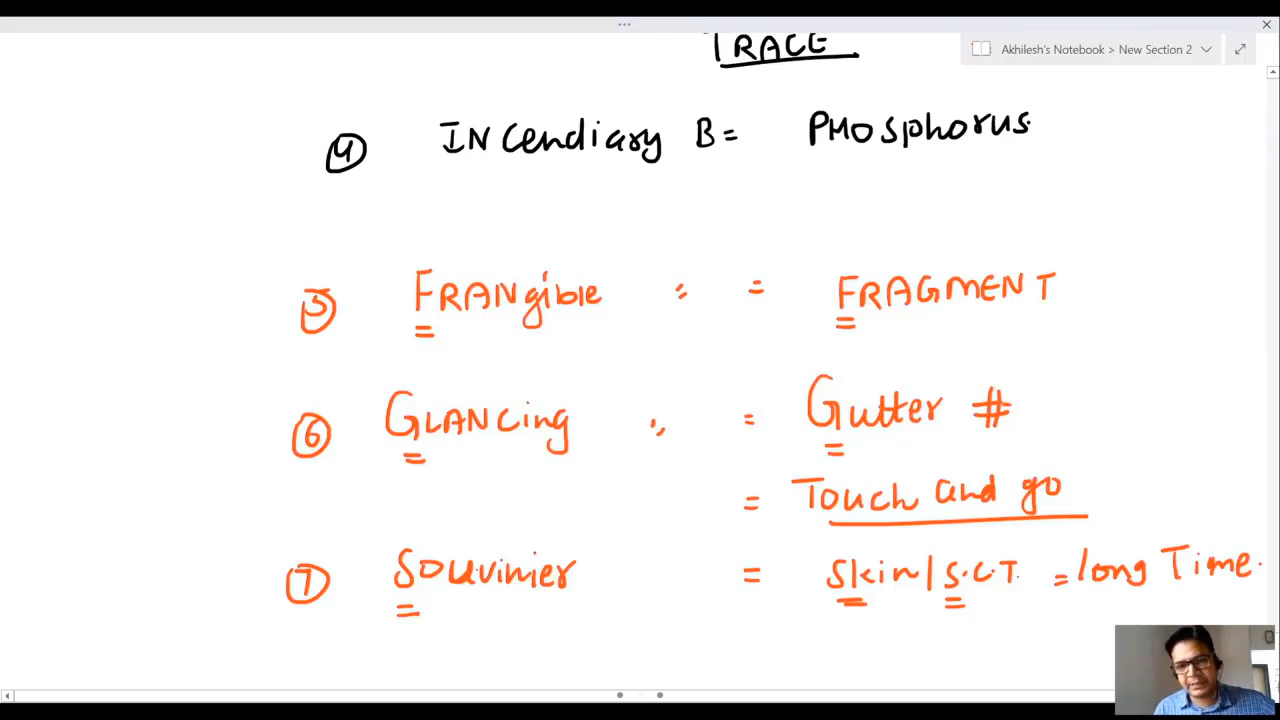 Akhilesh's Notebook > New Section 2
TRACE
④ INcendiary B = PHosphorus
⑤ FRANgible " = FRAGMENT
⑥ GLANCing " = Gutter #
= Touch and go
⑦ Souvinier = Skin/S.C.T. = long Time.